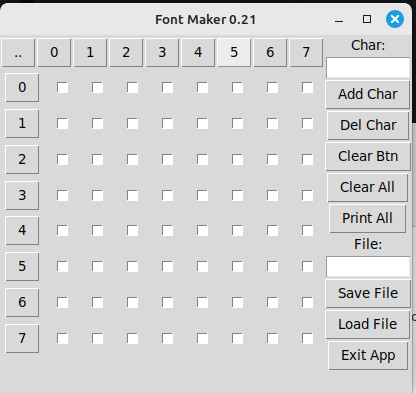 Font Maker 0.21
.. 0 1 2 3 4 5 6 7
Char:
0
Add Char
1
Del Char
2
Clear Btn
3
Clear All
4
Print All
File:
5
6
Save File
7
Load File
Exit App